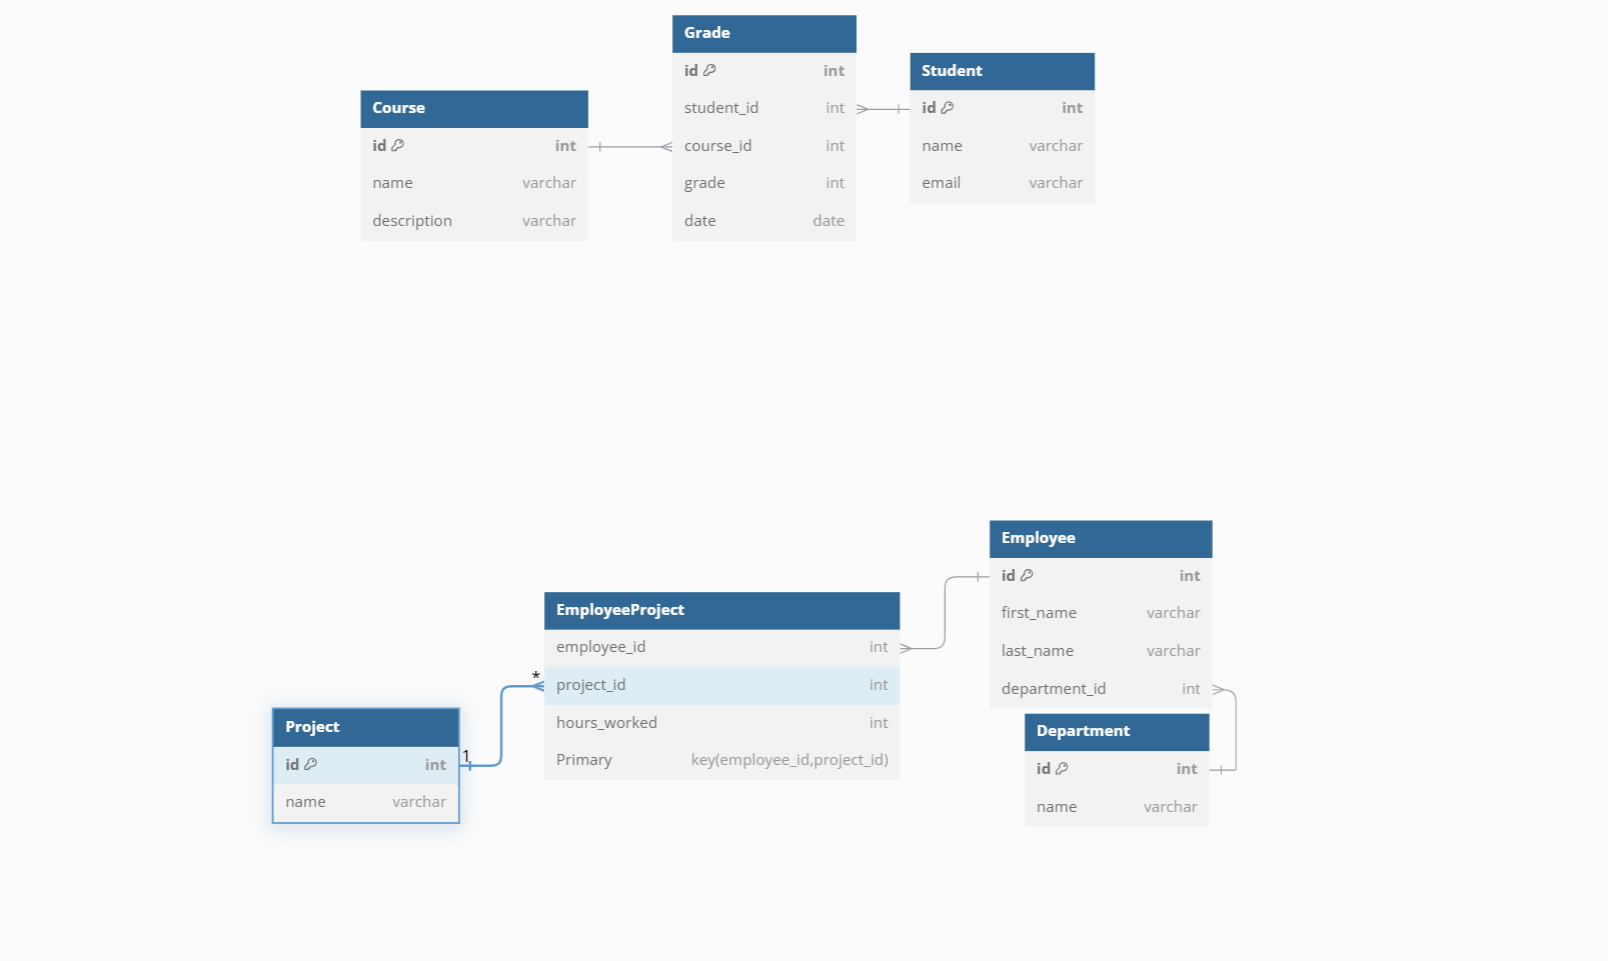 Grade
id int
student_id int
course_id int
grade int
date date
Student
id int
name varchar
email varchar
Course
id int
name varchar
description varchar
Employee
id int
first_name varchar
last_name varchar
department_id int
EmployeeProject
employee_id int
project_id int
hours_worked int
Primary key(employee_id,project_id)
*
1
Project
id int
name varchar
Department
id int
name varchar